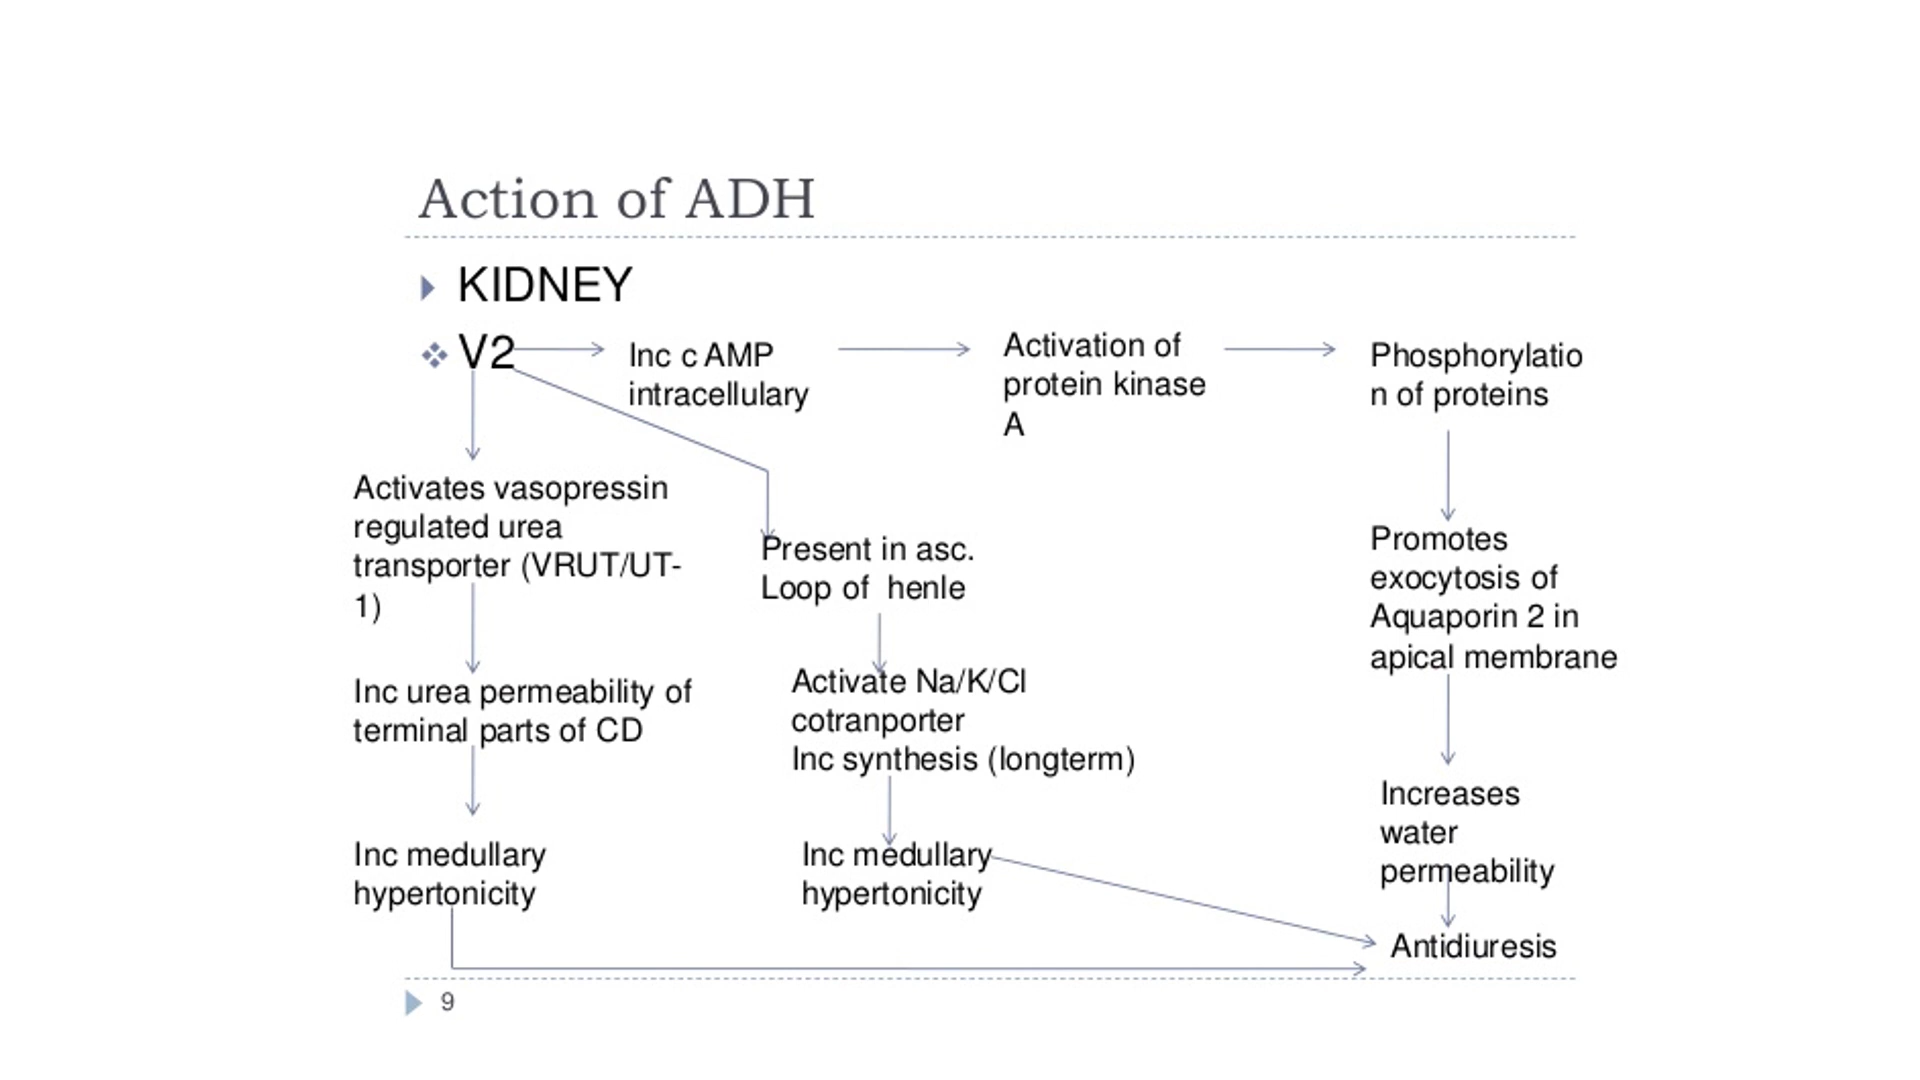 Action of ADH
KIDNEY
V2
Inc c AMP
intracellulary
Activation of
protein kinase
A
Phosphorylatio
n of proteins
Activates vasopressin
regulated urea
transporter (VRUT/UT-
1)
Present in asc.
Loop of henle
Promotes
exocytosis of
Aquaporin 2 in
apical membrane
Inc urea permeability of
terminal parts of CD
Activate Na/K/Cl
cotranporter
Inc synthesis (longterm)
Increases
water
permeability
Inc medullary
hypertonicity
Inc medullary
hypertonicity
Antidiuresis
9